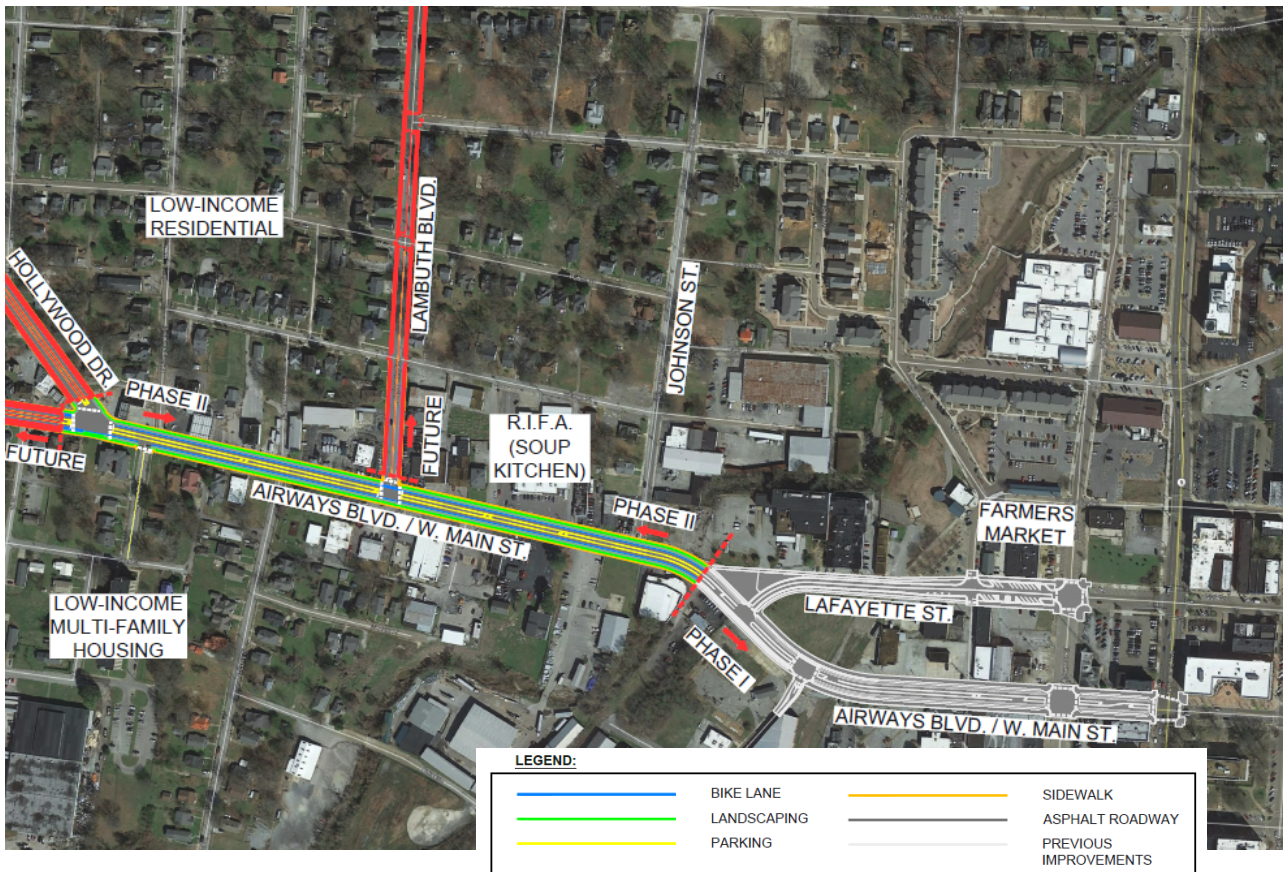 LOW-INCOME
RESIDENTIAL
HOLLYWOOD DR.
PHASE II
FUTURE
LAMBUTH BLVD.
FUTURE
JOHNSON ST.
R.I.F.A.
(SOUP
KITCHEN)
AIRWAYS BLVD. / W. MAIN ST.
PHASE II
FARMERS
MARKET
LAFAYETTE ST.
LOW-INCOME
MULTI-FAMILY
HOUSING
PHASE I
AIRWAYS BLVD. / W. MAIN ST.
LEGEND:
BIKE LANE
LANDSCAPING
PARKING
SIDEWALK
ASPHALT ROADWAY
PREVIOUS
IMPROVEMENTS